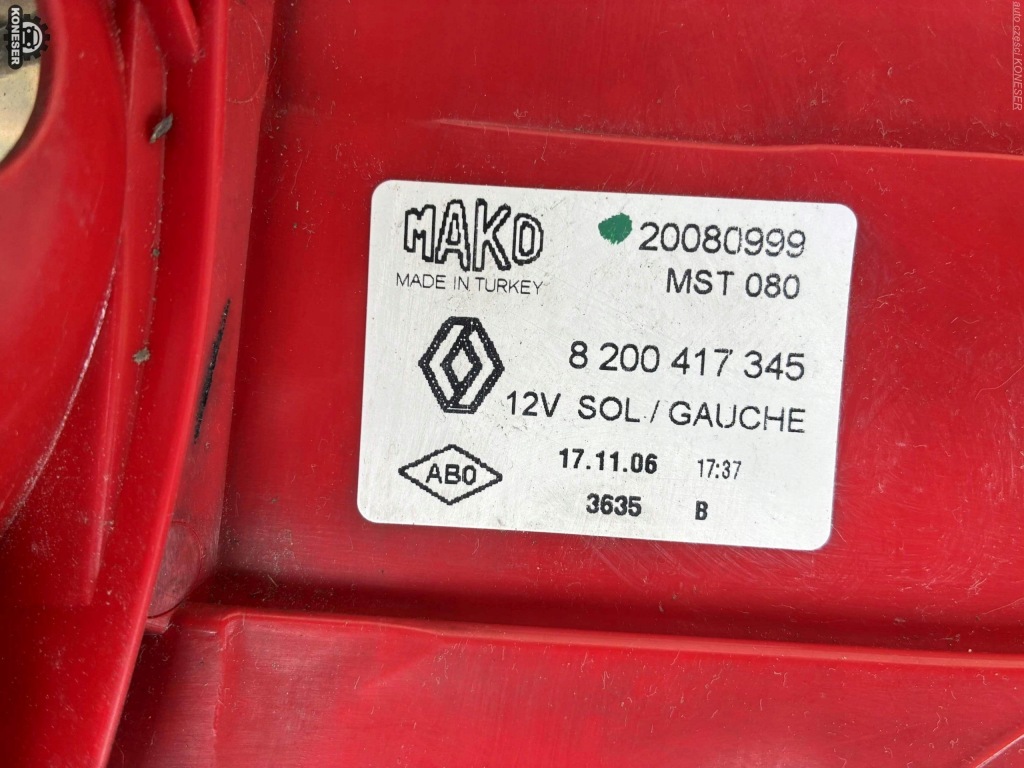 KONESER
auto części KONESER
MAKO
MADE IN TURKEY
20080999
MST 080
8 200 417 345
12V SOL / GAUCHE
AB0
17.11.06 17:37
3635 B